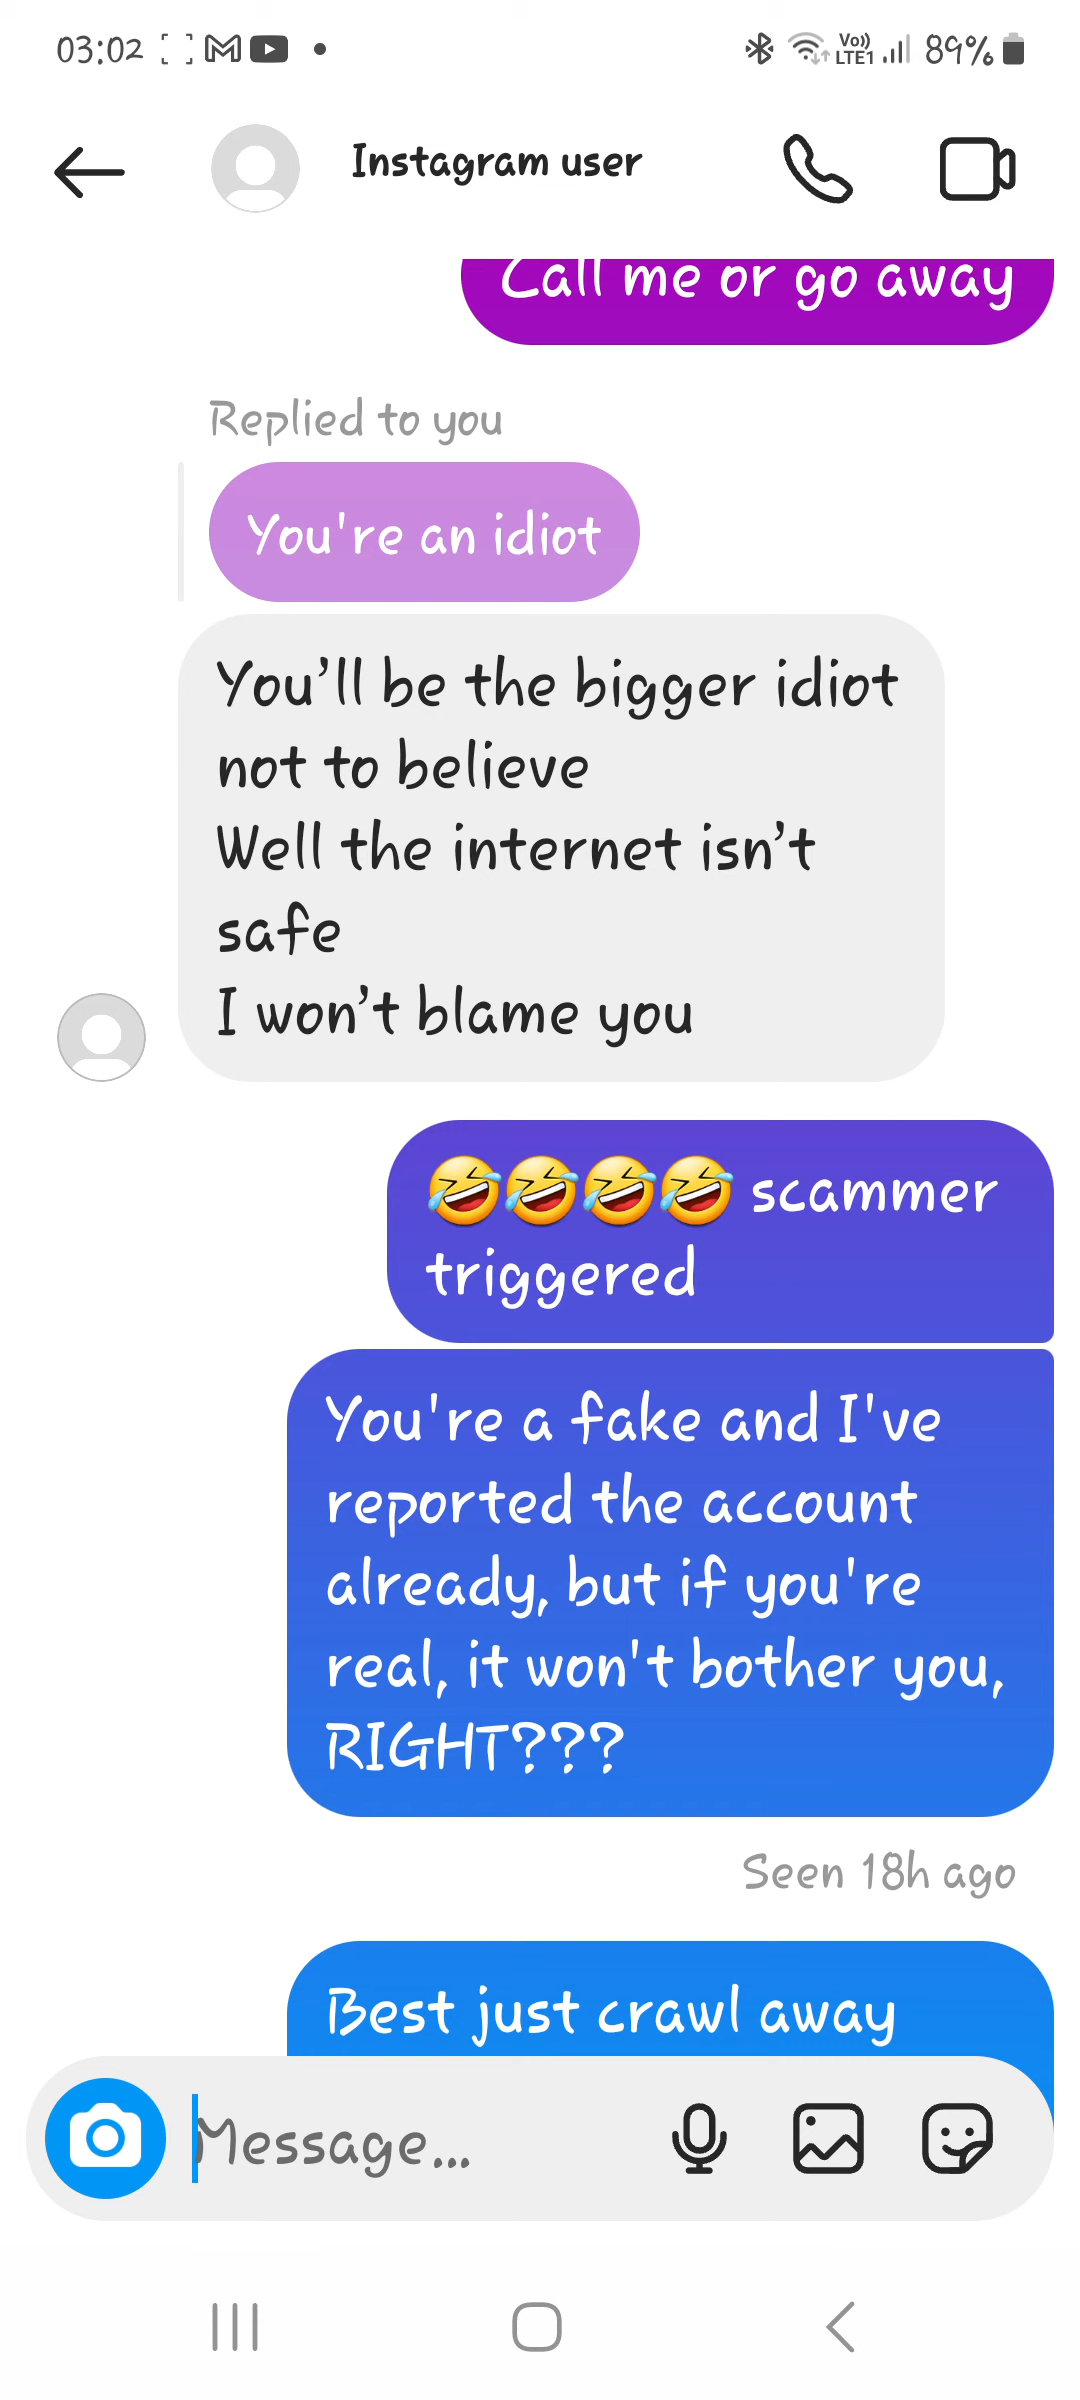 03:02
Vo))
LTE1
89%
Instagram user
Call me or go away
Replied to you
You're an idiot
You’ll be the bigger idiot
not to believe
Well the internet isn’t
safe
I won’t blame you
🤣🤣🤣🤣 scammer
triggered
You're a fake and I've
reported the account
already, but if you're
real, it won't bother you,
RIGHT???
Seen 18h ago
Best just crawl away
Message...